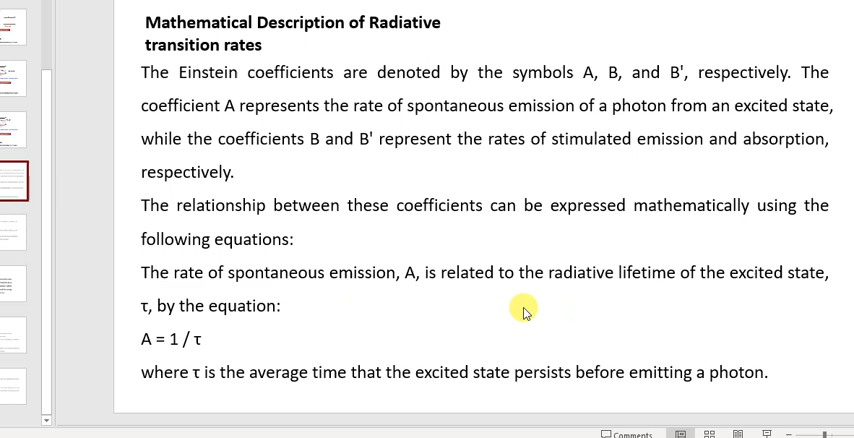 Mathematical Description of Radiative
transition rates
The Einstein coefficients are denoted by the symbols A, B, and B', respectively. The
coefficient A represents the rate of spontaneous emission of a photon from an excited state,
while the coefficients B and B' represent the rates of stimulated emission and absorption,
respectively.
The relationship between these coefficients can be expressed mathematically using the
following equations:
The rate of spontaneous emission, A, is related to the radiative lifetime of the excited state,
τ, by the equation:
A = 1 / τ
where τ is the average time that the excited state persists before emitting a photon.
Comments